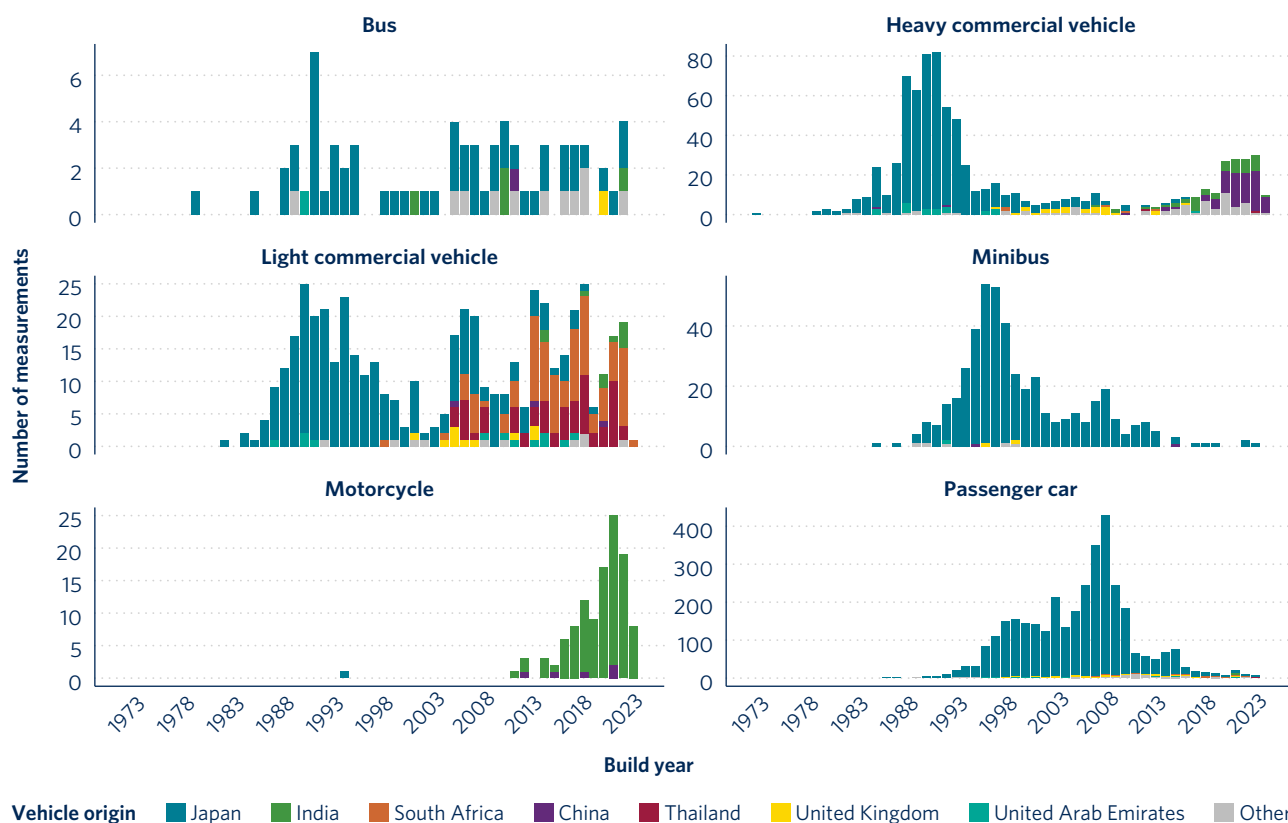 Bus
Heavy commercial vehicle
6
4
2
0
80
60
40
20
0
Number of measurements
Light commercial vehicle
Minibus
25
20
15
10
5
0
40
20
0
Motorcycle
Passenger car
25
20
15
10
5
0
400
300
200
100
0
1973 1978 1983 1988 1993 1998 2003 2008 2013 2018 2023
1973 1978 1983 1988 1993 1998 2003 2008 2013 2018 2023
Build year
Vehicle origin Japan India South Africa China Thailand United Kingdom United Arab Emirates Other